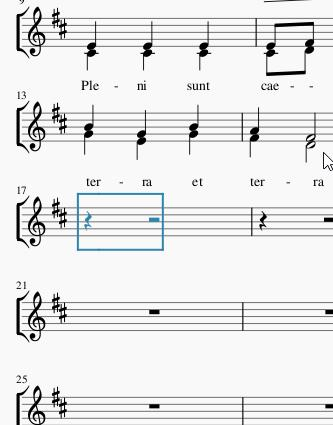 9
Ple - ni sunt cae - -
13
ter - ra et ter - ra
17
21
25